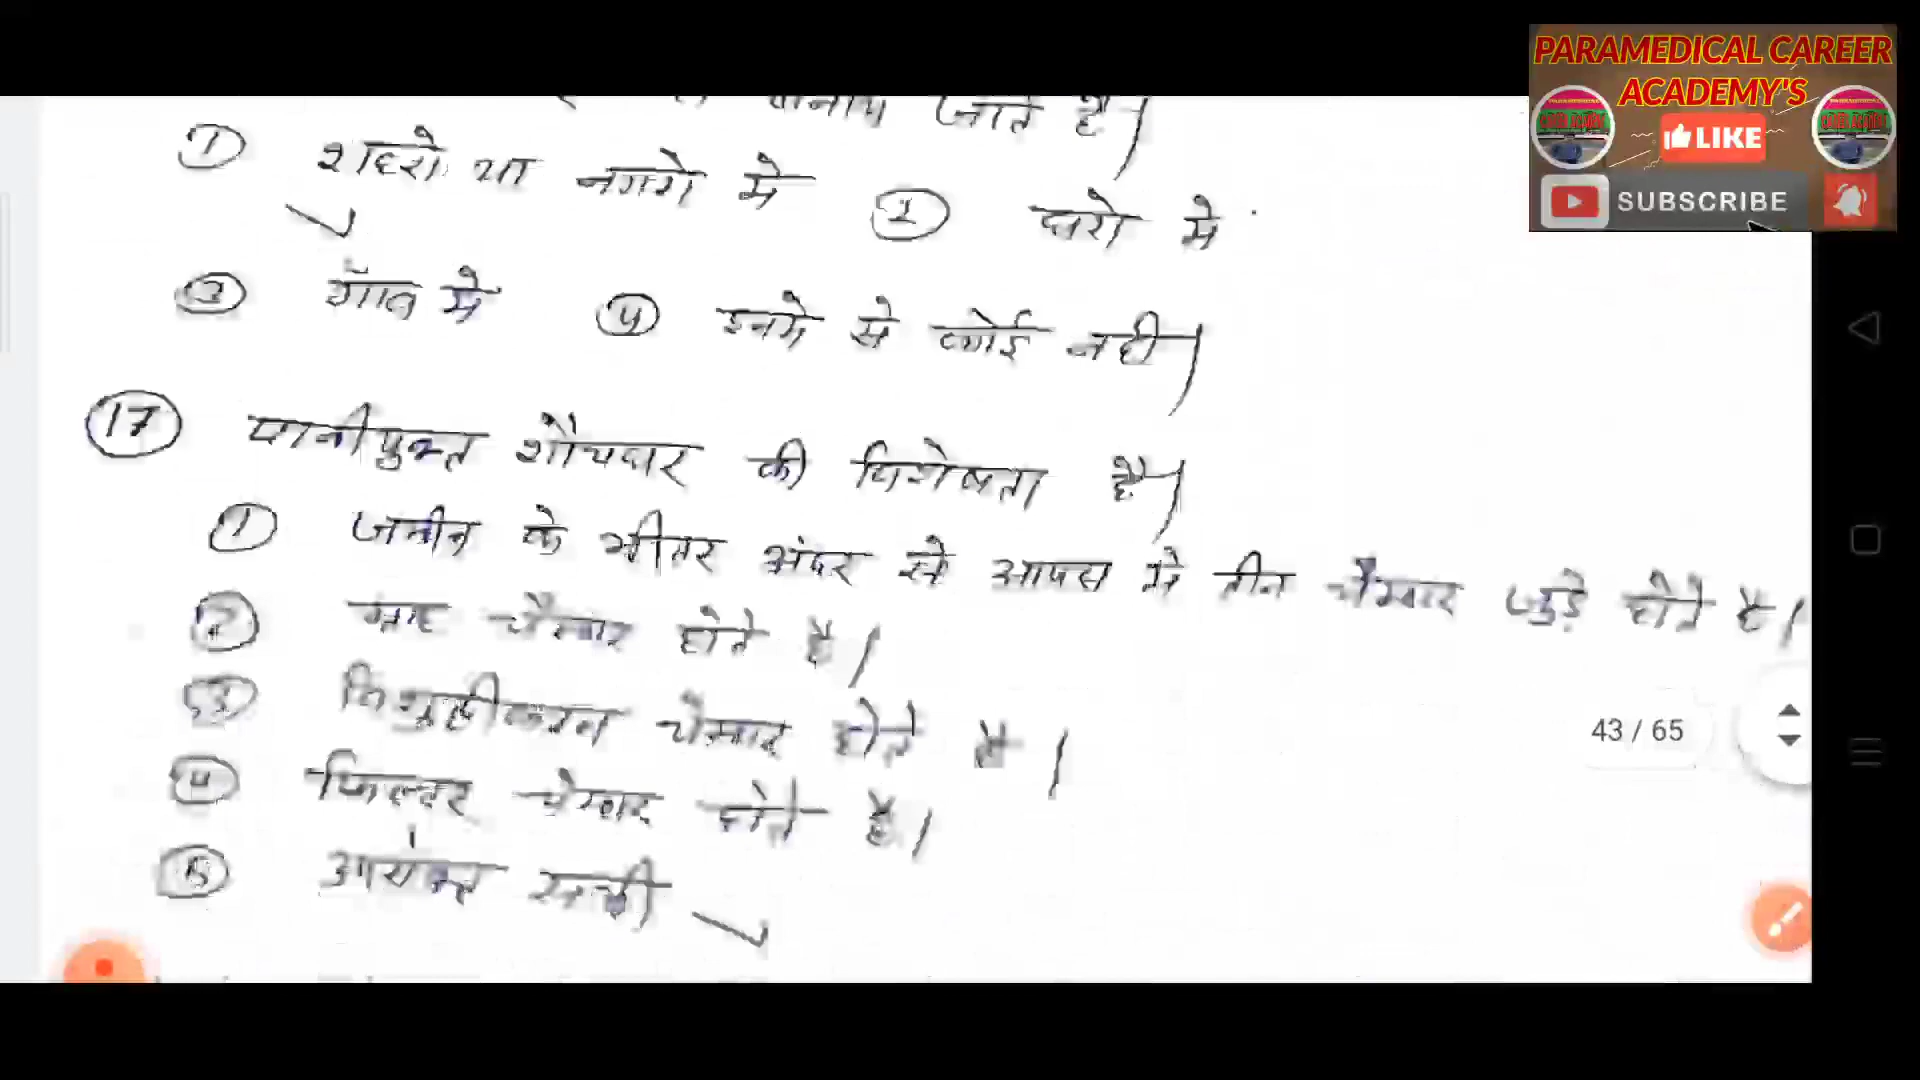 जाते है|
① शहरो या नगरो मे ② घरो मे
③ गाँव मे ④ इनमे से कोई नही|
⑰ पानीयुक्त शौचघर की विशेषता है|
① जमीन के भीतर अंदर से आपस मे तीन चैम्बर जुड़े होते है|
② चैम्बर होते है|
③ विशुद्धीकरण चैम्बर होते है|
④ फिल्टर चैम्बर होते है|
⑤ उपरोक्त सभी
PARAMEDICAL CAREER
ACADEMY'S
LIKE
SUBSCRIBE
43 / 65